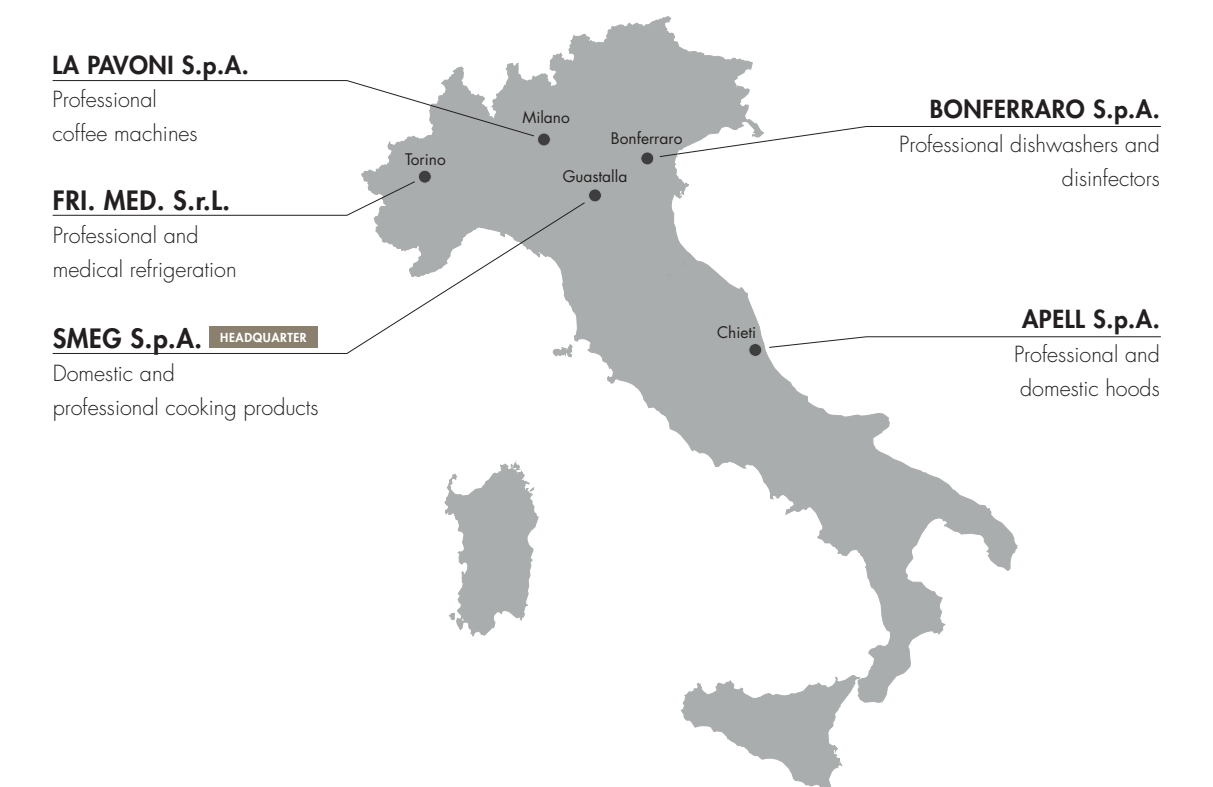 LA PAVONI S.p.A.
Professional
coffee machines
FRI. MED. S.r.L.
Professional and
medical refrigeration
SMEG S.p.A. HEADQUARTER
Domestic and
professional cooking products
Milano
Torino
Bonferraro
Guastalla
Chieti
BONFERRARO S.p.A.
Professional dishwashers and
disinfectors
APELL S.p.A.
Professional and
domestic hoods